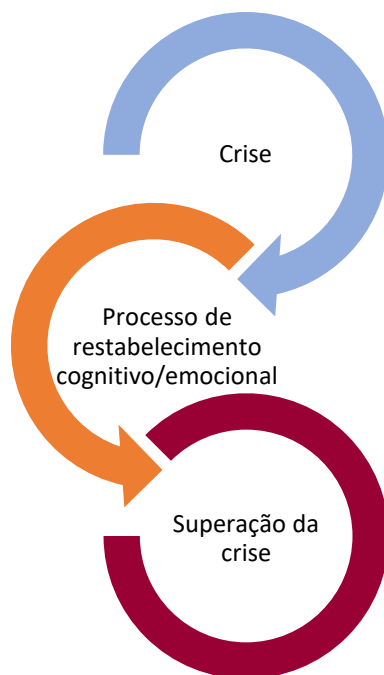 Crise
Processo de
restabelecimento
cognitivo/emocional
Superação da
crise